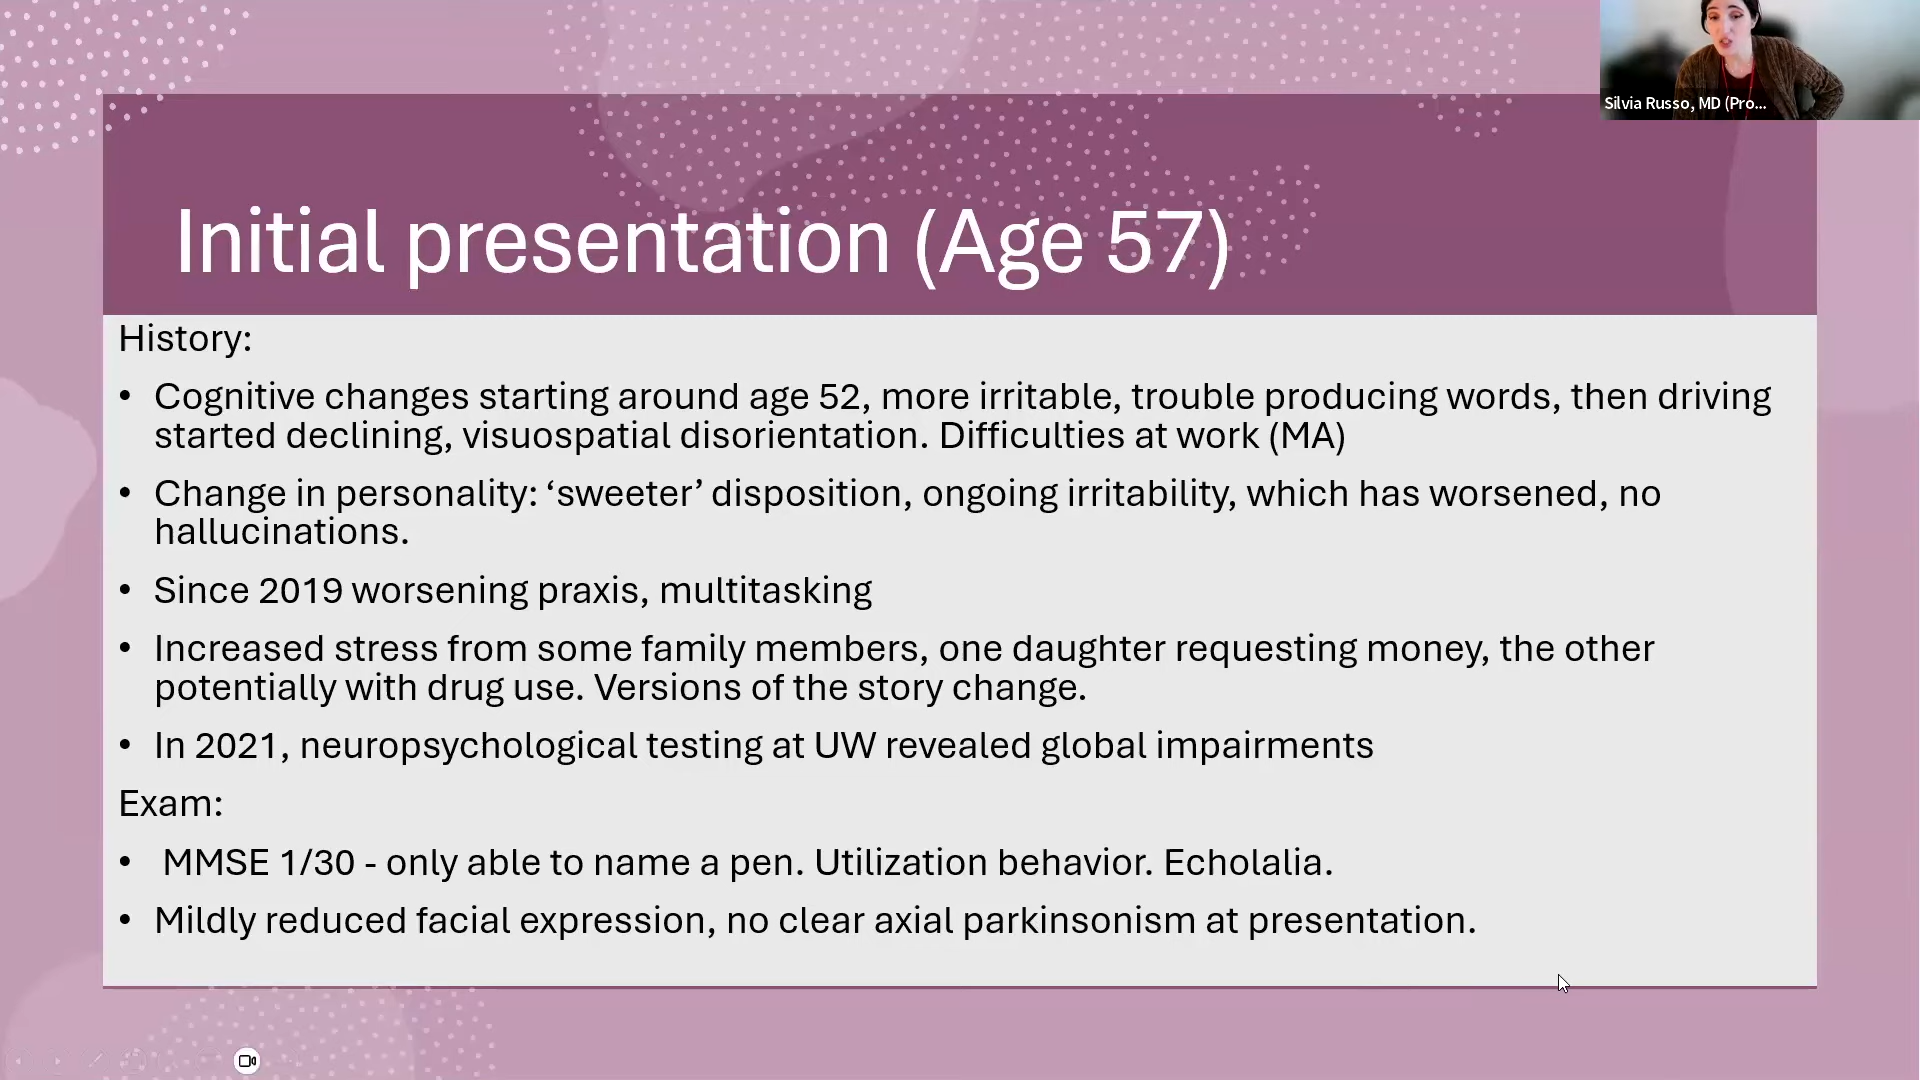 Silvia Russo, MD (Pro...
Initial presentation (Age 57)
History:
• Cognitive changes starting around age 52, more irritable, trouble producing words, then driving
started declining, visuospatial disorientation. Difficulties at work (MA)
• Change in personality: ‘sweeter’ disposition, ongoing irritability, which has worsened, no
hallucinations.
• Since 2019 worsening praxis, multitasking
• Increased stress from some family members, one daughter requesting money, the other
potentially with drug use. Versions of the story change.
• In 2021, neuropsychological testing at UW revealed global impairments
Exam:
• MMSE 1/30 - only able to name a pen. Utilization behavior. Echolalia.
• Mildly reduced facial expression, no clear axial parkinsonism at presentation.